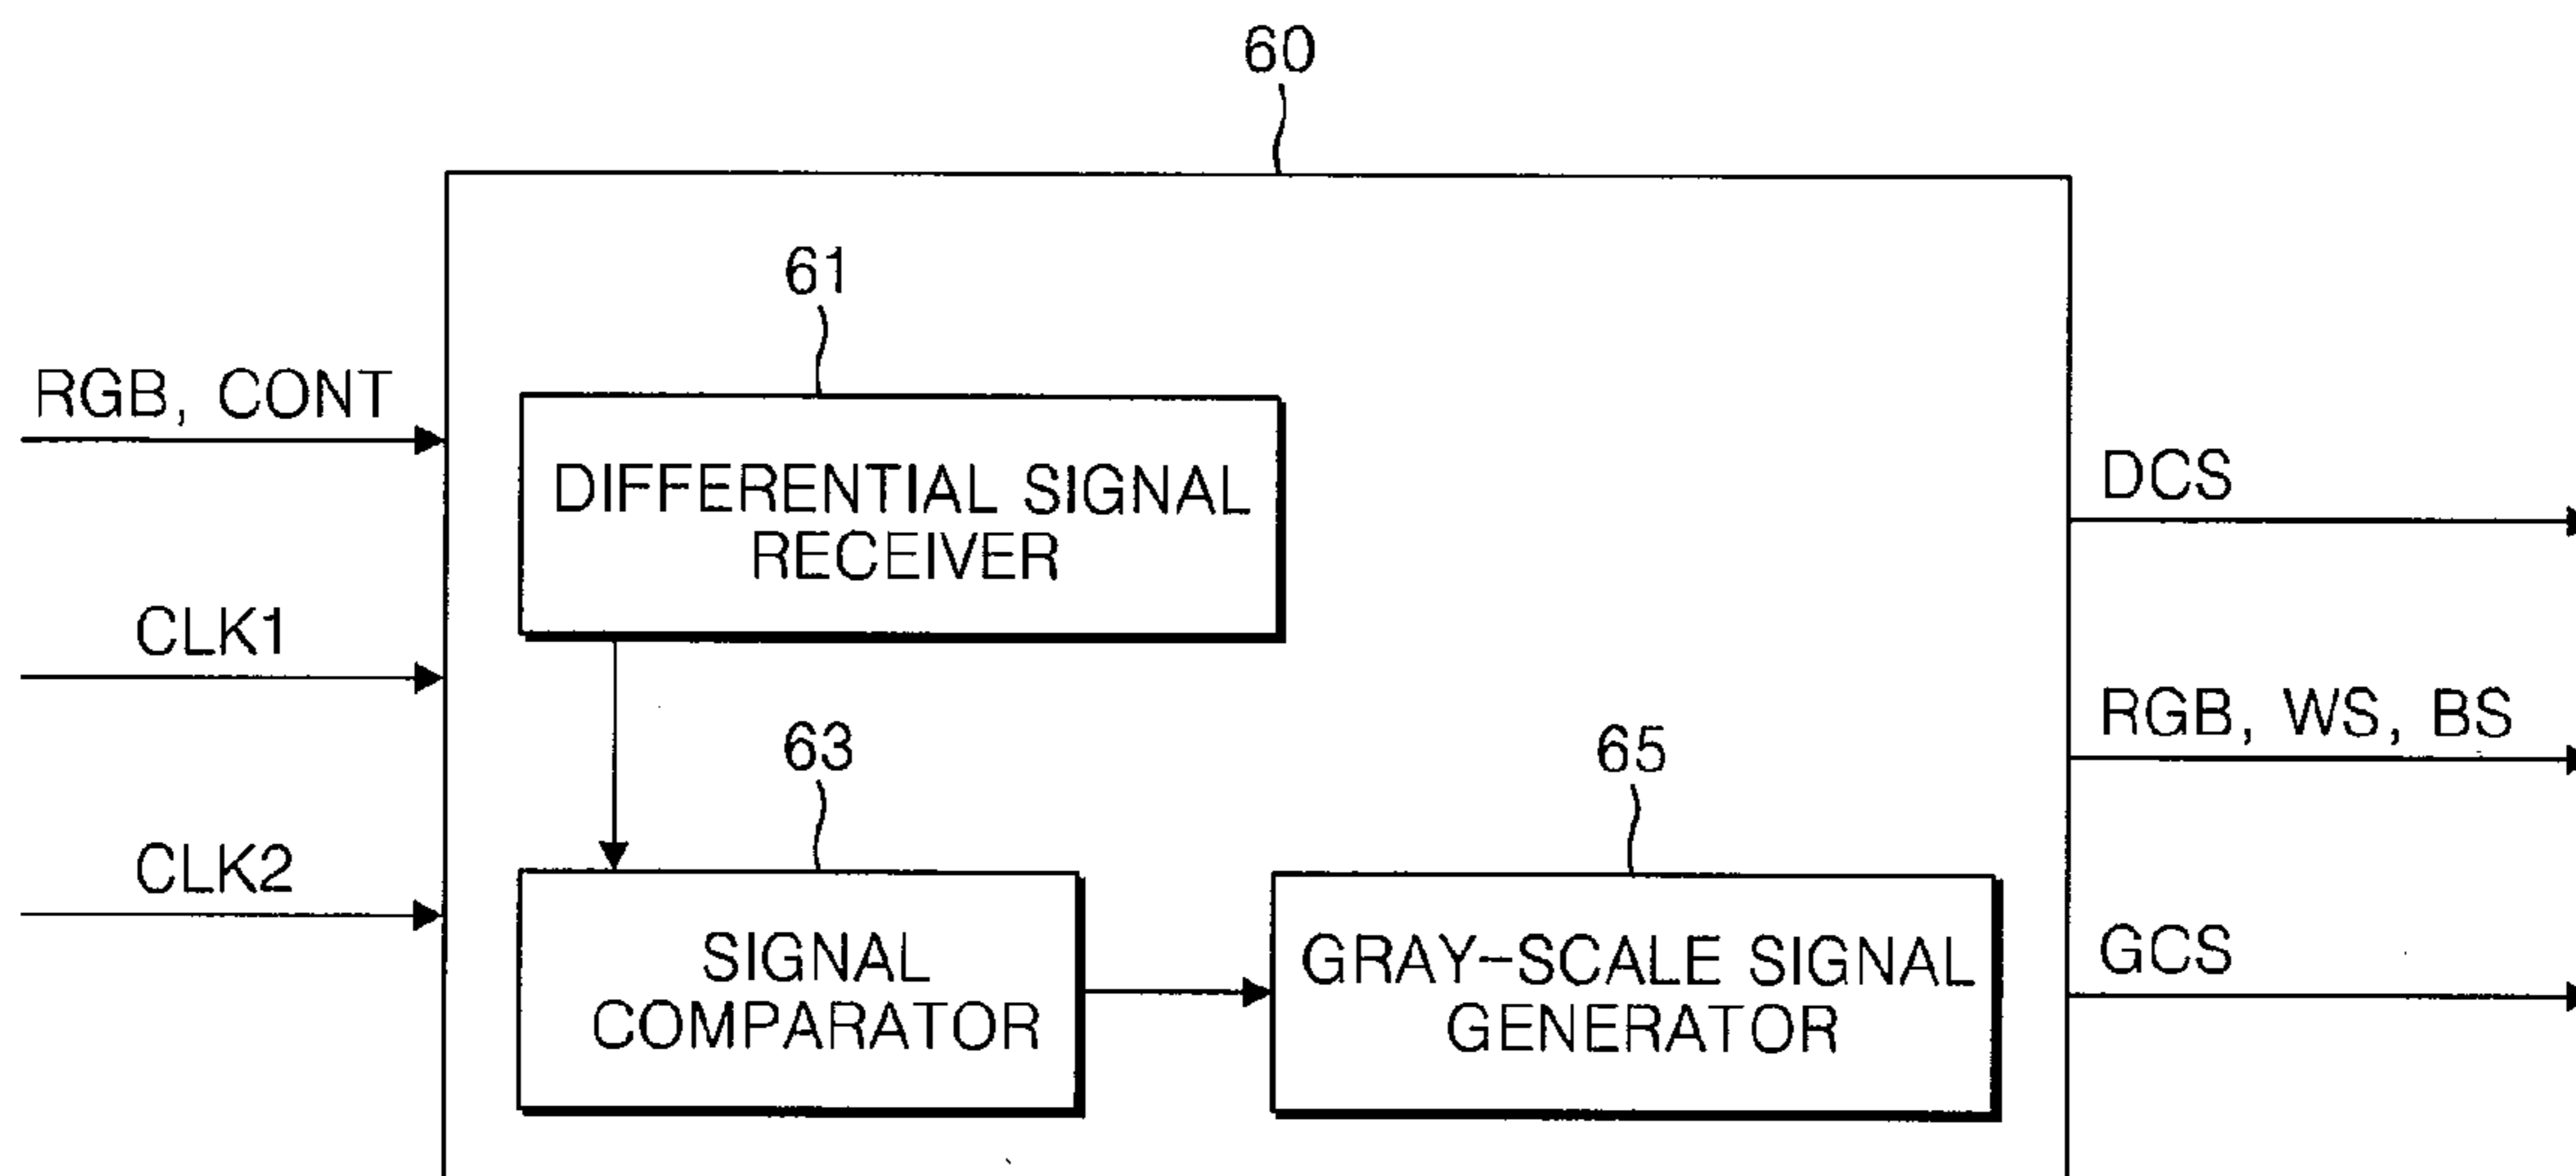 60
61
RGB, CONT
DIFFERENTIAL SIGNAL
RECEIVER
DCS
CLK1
RGB, WS, BS
63
65
CLK2
SIGNAL
COMPARATOR
GRAY-SCALE SIGNAL
GENERATOR
GCS